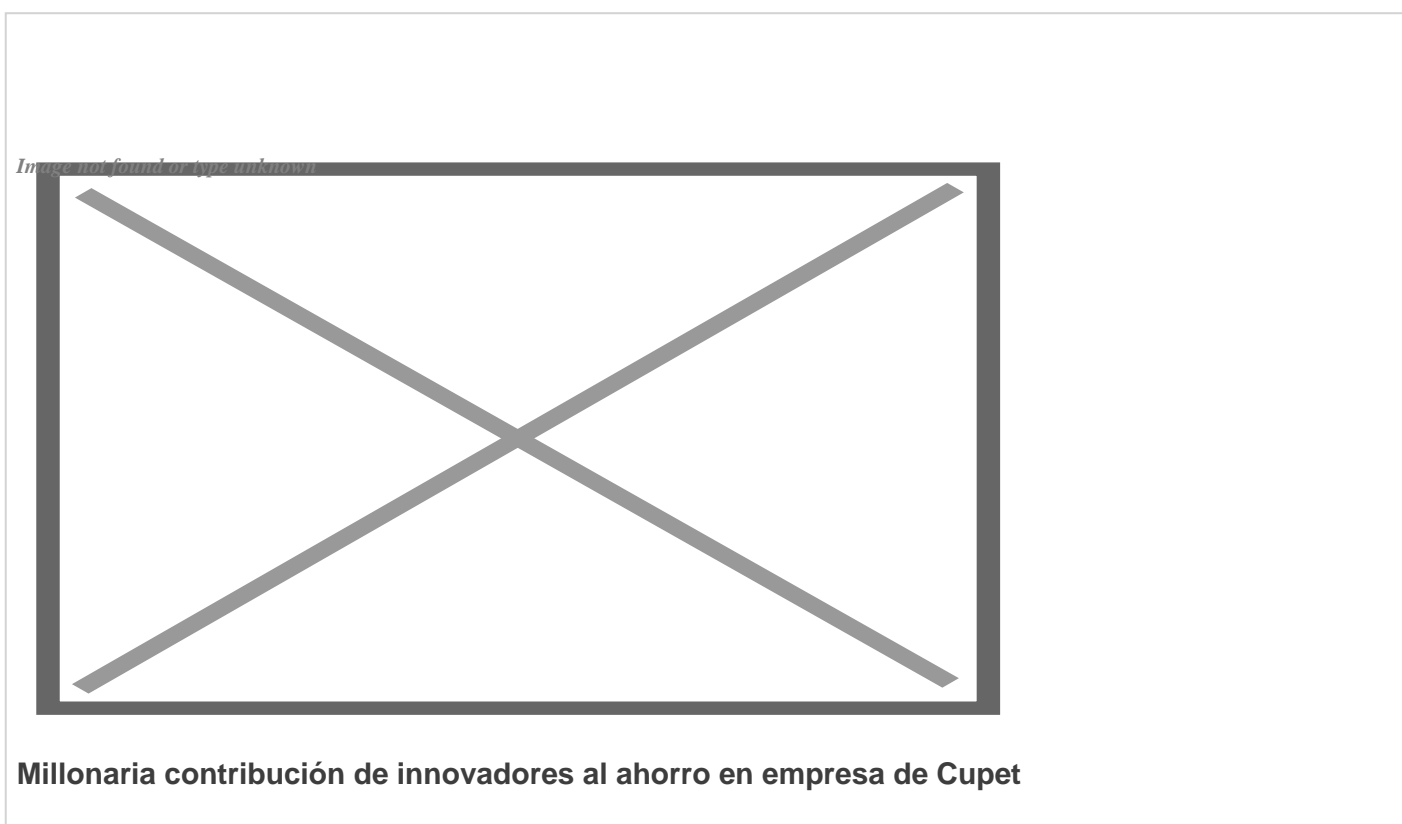 Image not found or type unknown
Millonaria contribución de innovadores al ahorro en empresa de Cupet